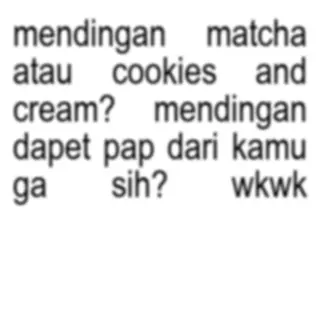 mendingan matcha
atau cookies and
cream? mendingan
dapet pap dari kamu
ga sih? wkwk